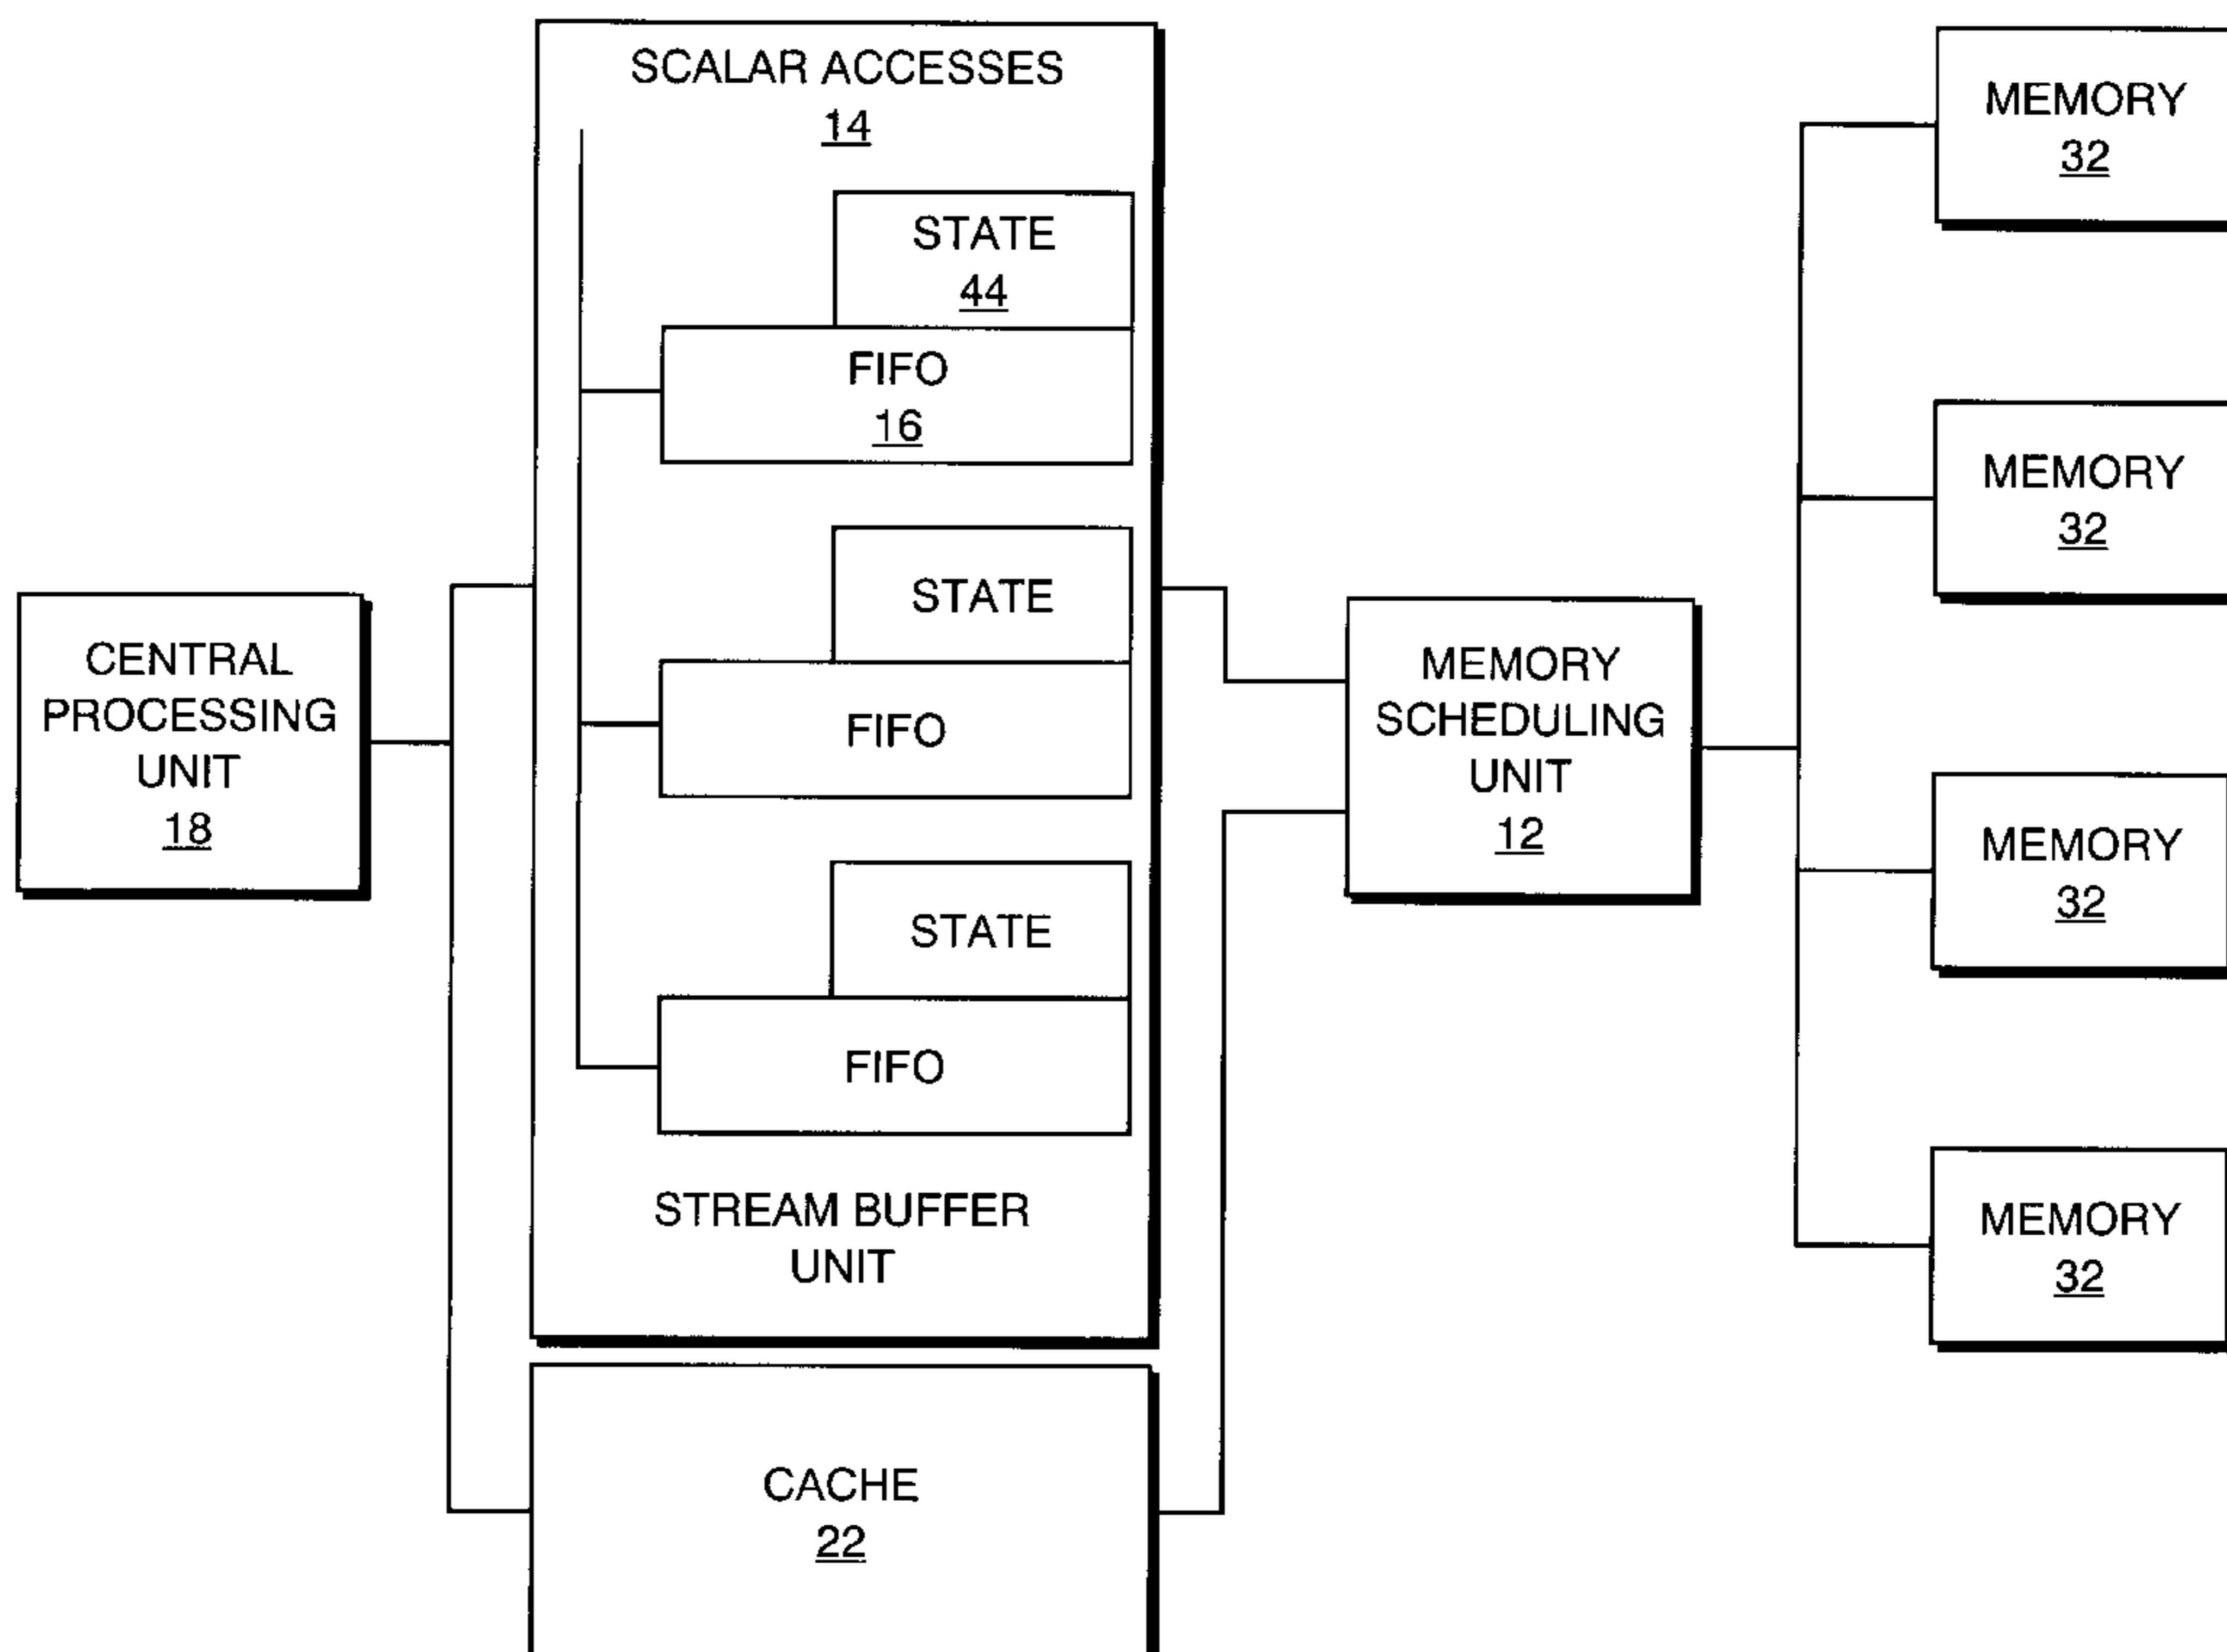 SCALAR ACCESSES
14
STATE
44
FIFO
16
STATE
FIFO
STATE
FIFO
STREAM BUFFER
UNIT
CENTRAL
PROCESSING
UNIT
18
CACHE
22
MEMORY
SCHEDULING
UNIT
12
MEMORY
32
MEMORY
32
MEMORY
32
MEMORY
32